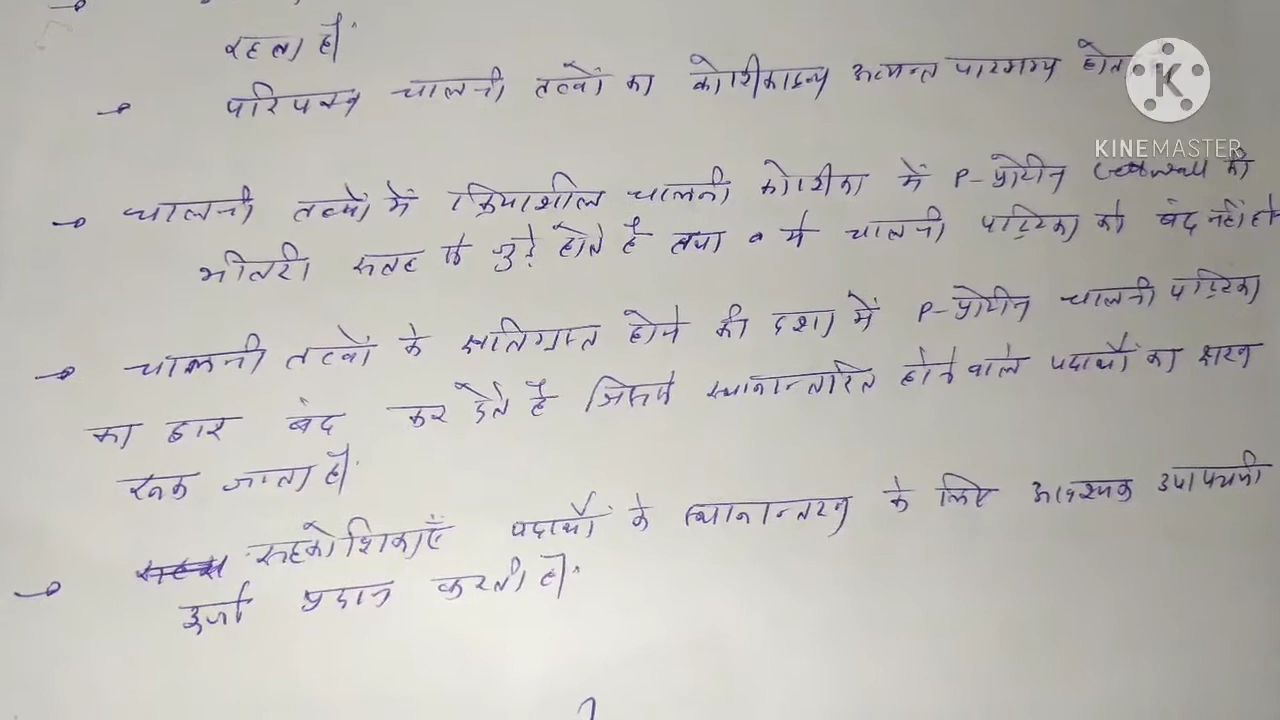 रहता है।
→ परिपक्व चालनी तत्वों का कोशीकाद्रव्य अत्यन्त पारगम्य होता
K
KINEMASTER
→ चालनी तत्वों में क्रियाशील चालनी कोशीका में P-प्रोटीन Cell wall की
भीतरी सतह से जुड़े होते है तथा व ये चालनी पट्टिका को बंद नहीं हो
→ चालनी तत्वों के क्षतिग्रस्त होने की दशा में P-प्रोटीन चालनी पट्टिका
का द्वार बंद कर देते है जिससे स्थानान्तरित होने वाले पदार्थों का क्षरण
रूक जाता है।
→ सहकोशिकाएँ पदार्थों के स्थानान्तरण के लिए आवश्यक उपापचयी
ऊर्जा प्रदान करती है।